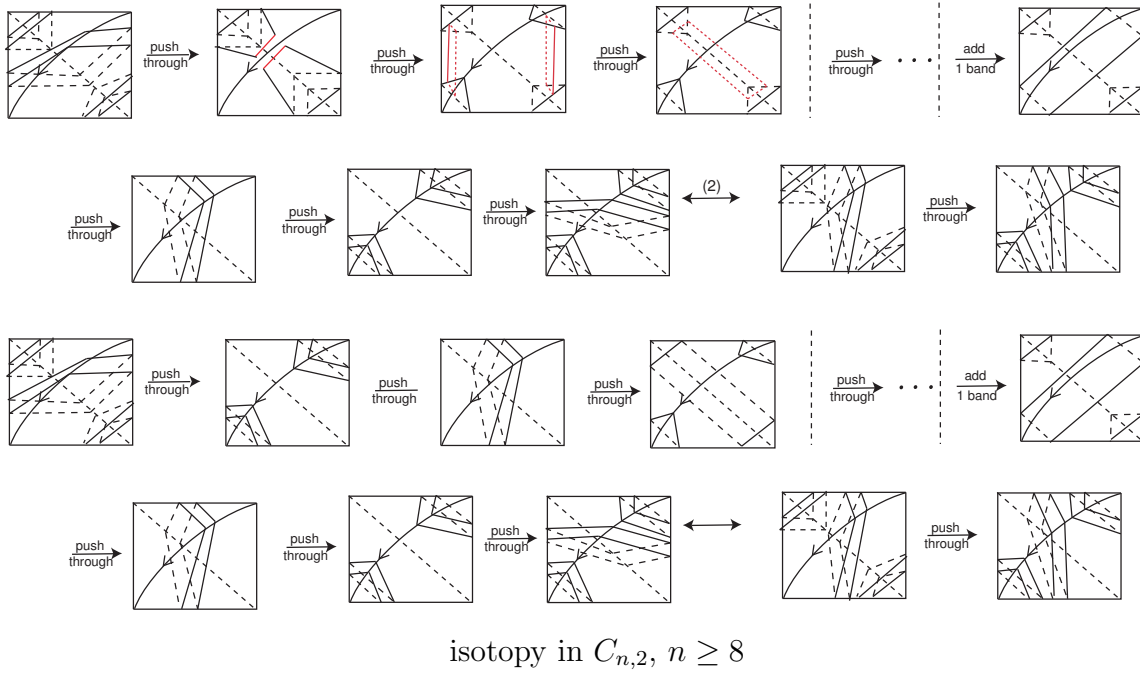 push through push through push through push through · · · add 1 band
push through push through push through (2) push through
push through push through push through push through · · · add 1 band
push through push through push through push through
isotopy in $C_{n,2}$, $n \geq 8$